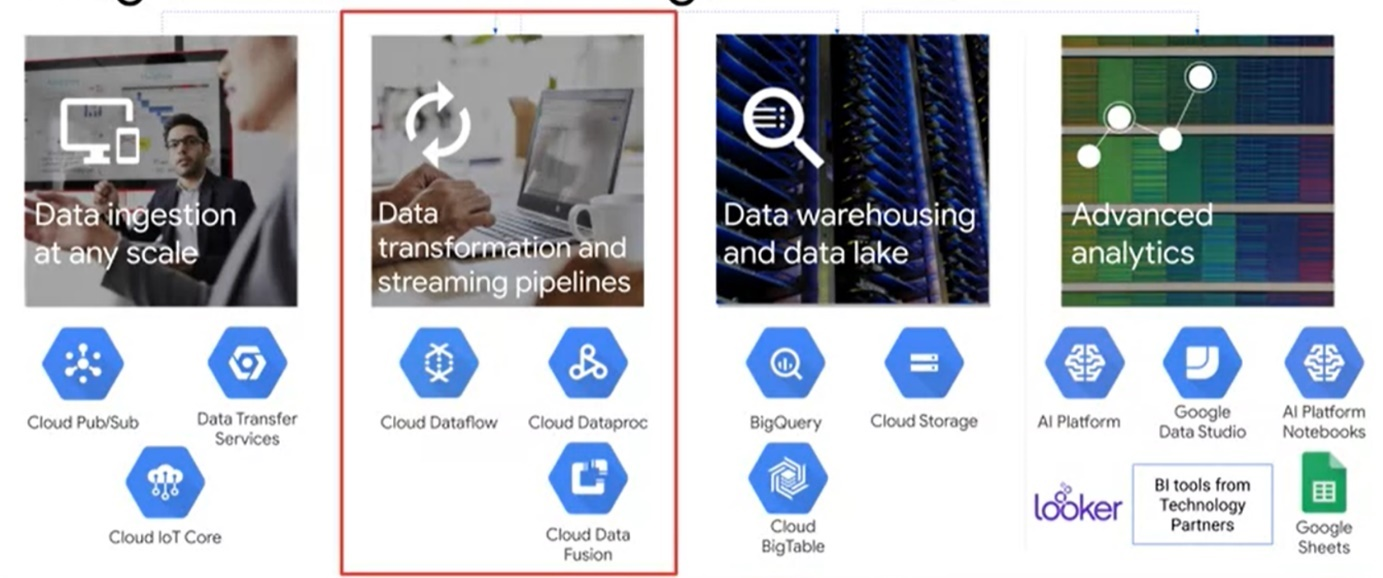 Data ingestion
at any scale
Cloud Pub/Sub
Data Transfer
Services
Cloud IoT Core
Data
transformation and
streaming pipelines
Cloud Dataflow
Cloud Dataproc
Cloud Data
Fusion
Data warehousing
and data lake
BigQuery
Cloud Storage
Cloud
BigTable
Advanced
analytics
AI Platform
Google
Data Studio
AI Platform
Notebooks
looker
BI tools from
Technology
Partners
Google
Sheets